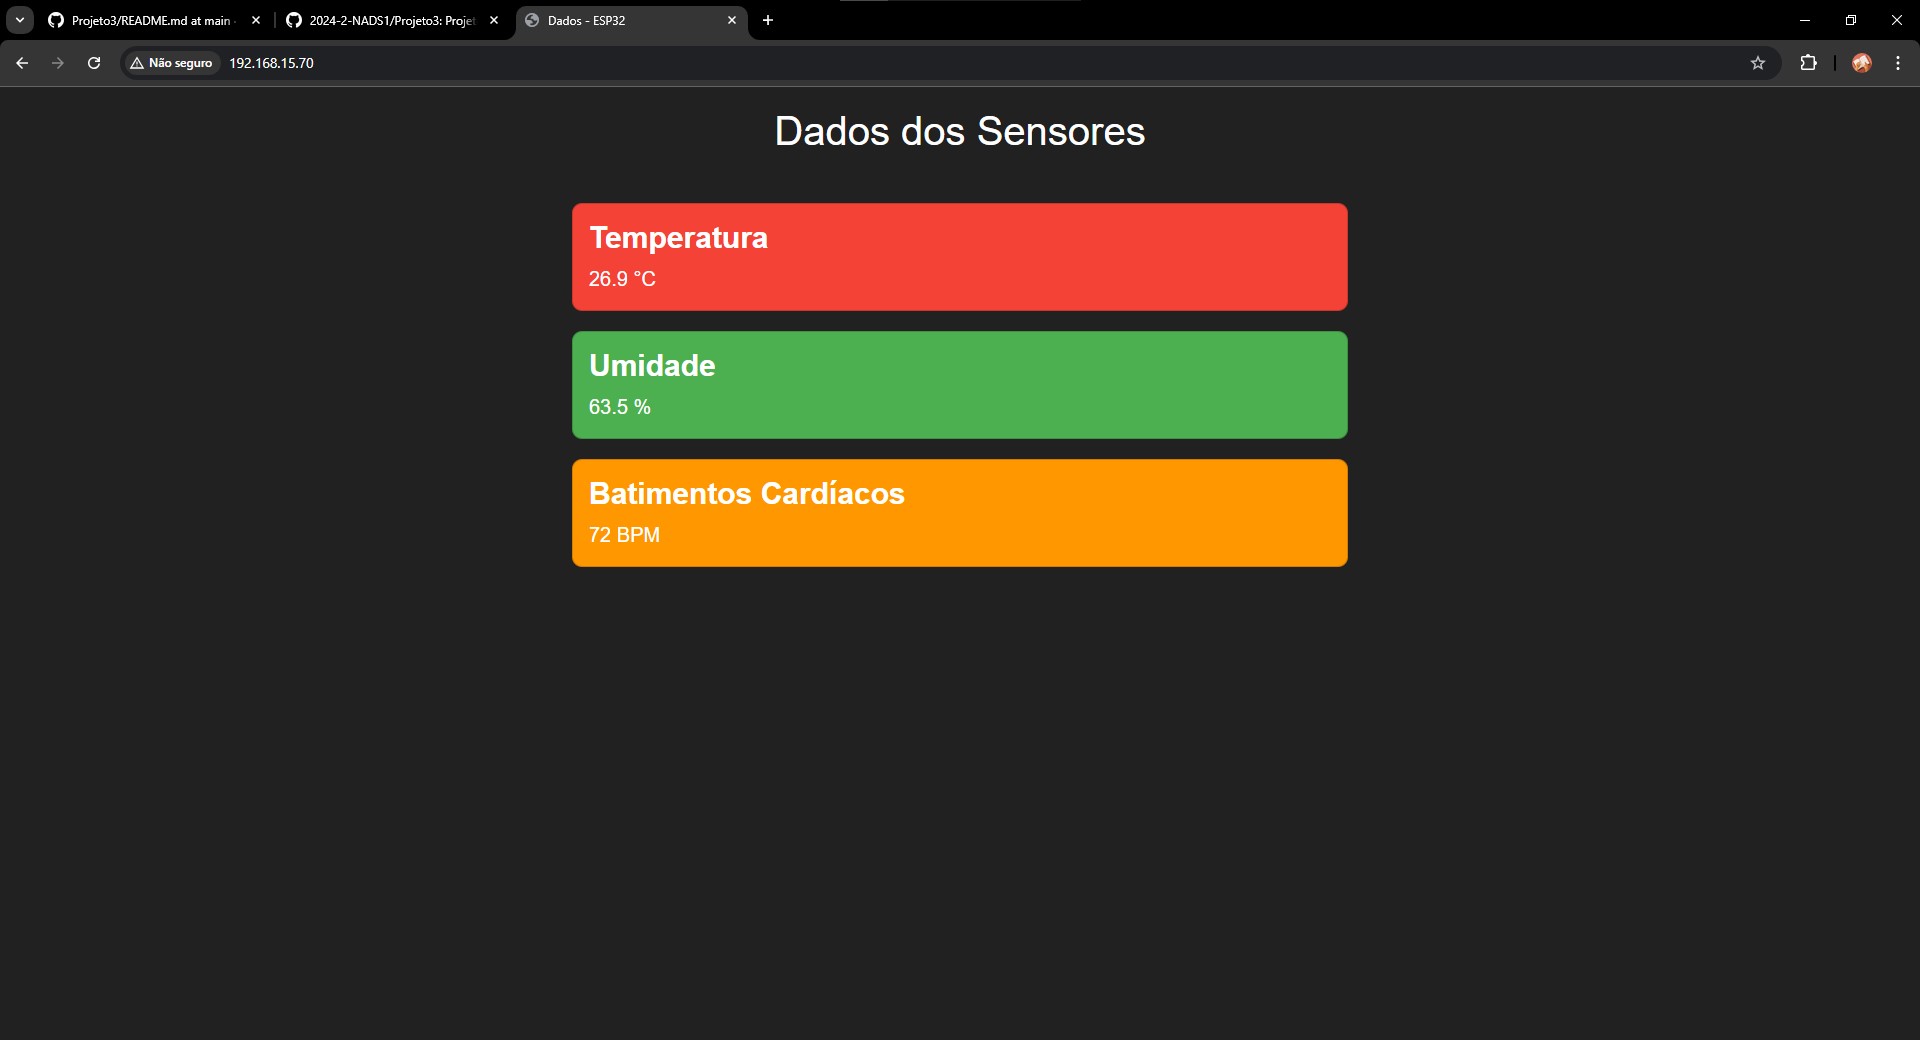 Projeto3/README.md at main
2024-2-NADS1/Projeto3: Projet
Dados - ESP32
Não seguro
192.168.15.70
Dados dos Sensores
Temperatura
26.9 °C
Umidade
63.5 %
Batimentos Cardíacos
72 BPM